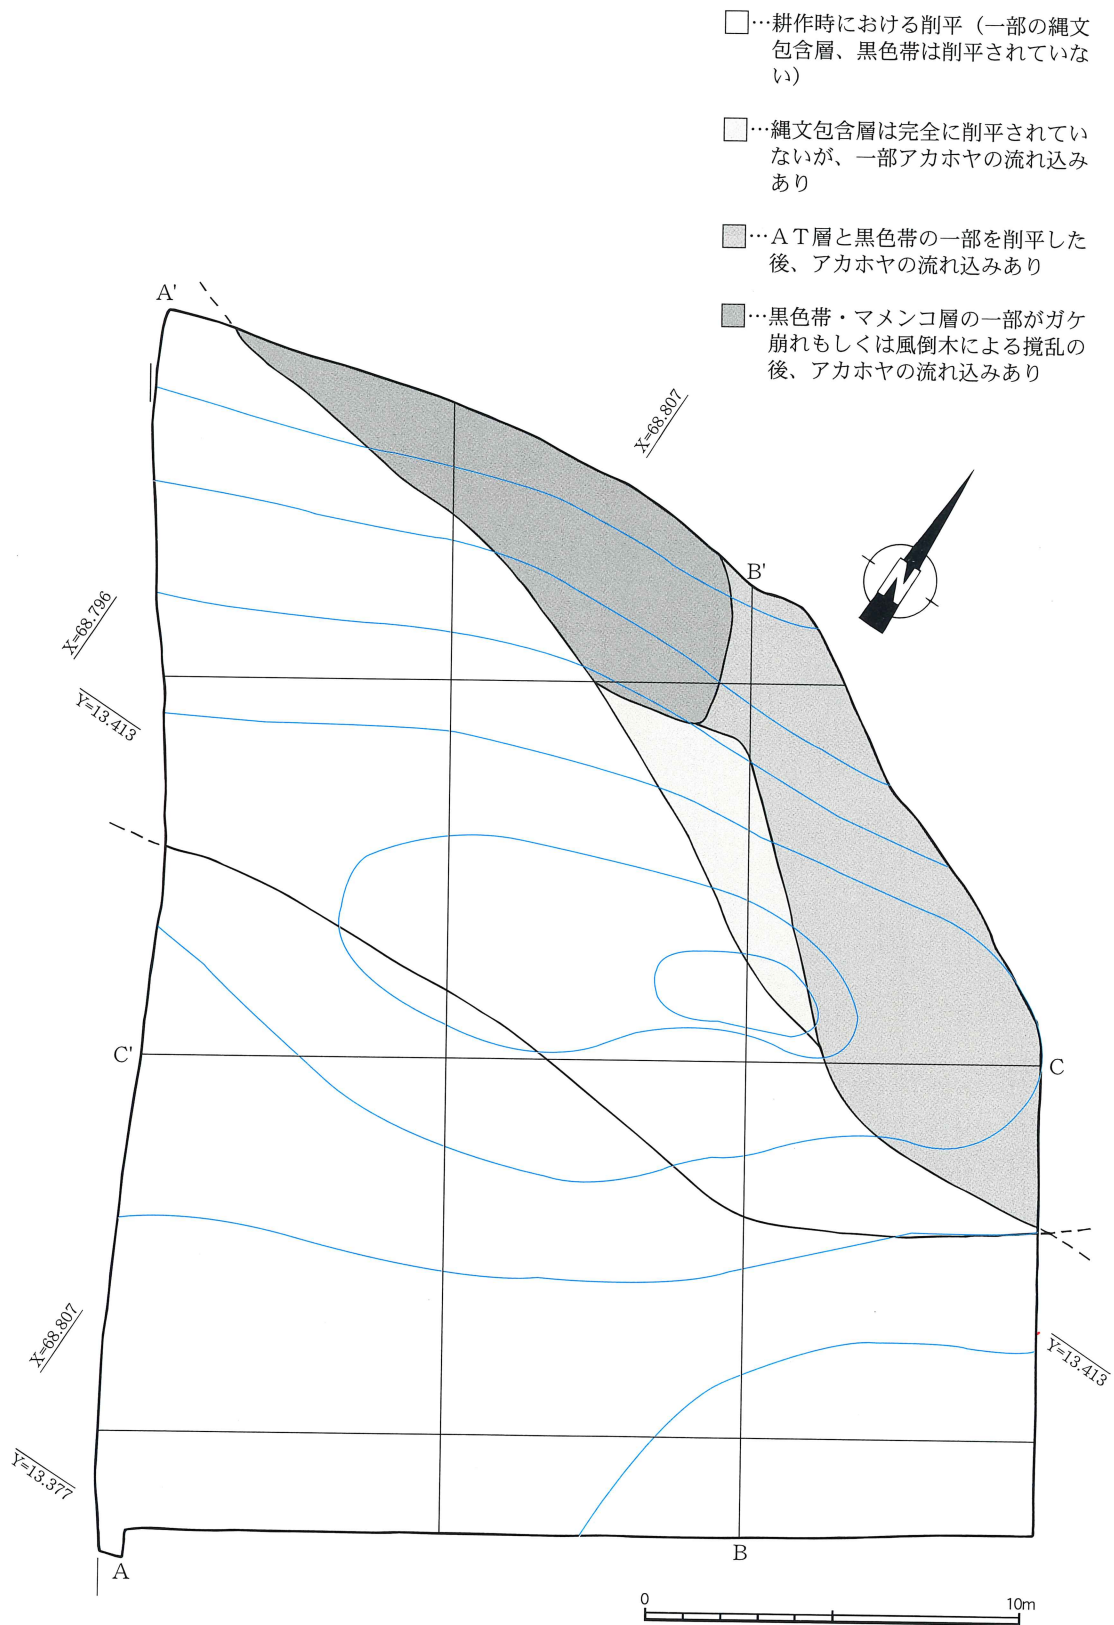 …耕作時における削平（一部の縄文
包含層、黒色帯は削平されていな
い）
…縄文包含層は完全に削平されてい
ないが、一部アカホヤの流れ込み
あり
…ＡＴ層と黒色帯の一部を削平した
後、アカホヤの流れ込みあり
…黒色帯・マメンコ層の一部がガケ
崩れもしくは風倒木による撹乱の
後、アカホヤの流れ込みあり
A'
X=68.807
B'
N
X=68.796
Y=13.413
C'
C
X=68.807
Y=13.413
Y=13.377
A
B
0 10m